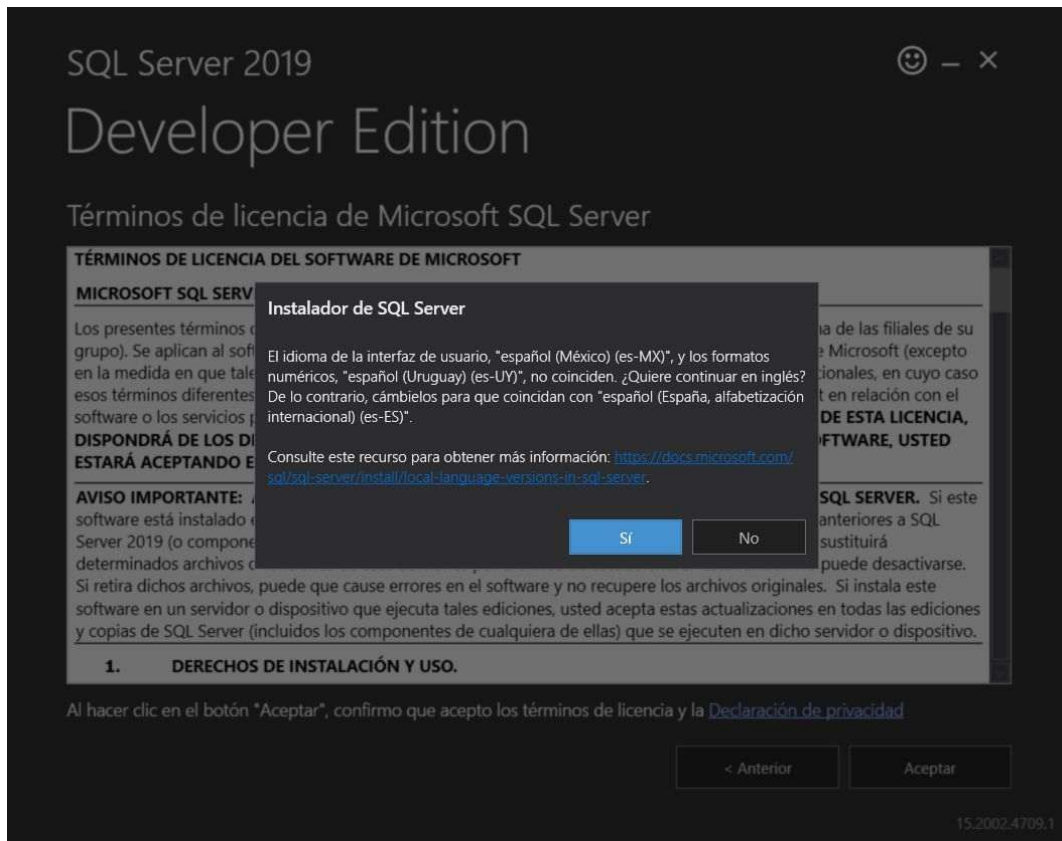 SQL Server 2019
Developer Edition
Términos de licencia de Microsoft SQL Server
TÉRMINOS DE LICENCIA DEL SOFTWARE DE MICROSOFT
MICROSOFT SQL SERV
Los presentes términos na de las filiales de su
grupo). Se aplican al soft e Microsoft (excepto
en la medida en que tale cionales, en cuyo caso
esos términos diferentes t en relación con el
software o los servicios p DE ESTA LICENCIA,
DISPONDRÁ DE LOS DE FTWARE, USTED
ESTARÁ ACEPTANDO E
AVISO IMPORTANTE: SQL SERVER. Si este
software está instalado anteriores a SQL
Server 2019 (o compone sustituirá
determinados archivos puede desactivarse.
Si retira dichos archivos, puede que cause errores en el software y no recupere los archivos originales. Si instala este
software en un servidor o dispositivo que ejecuta tales ediciones, usted acepta estas actualizaciones en todas las ediciones
y copias de SQL Server (incluidos los componentes de cualquiera de ellas) que se ejecuten en dicho servidor o dispositivo.
1. DERECHOS DE INSTALACIÓN Y USO.
Instalador de SQL Server
El idioma de la interfaz de usuario, "español (México) (es-MX)", y los formatos
numéricos, "español (Uruguay) (es-UY)", no coinciden. ¿Quiere continuar en inglés?
De lo contrario, cámbielos para que coincidan con "español (España, alfabetización
internacional) (es-ES)".
Consulte este recurso para obtener más información: https://docs.microsoft.com/
sql/sql-server/install/local-language-versions-in-sql-server.
Sí No
Al hacer clic en el botón "Aceptar", confirmo que acepto los términos de licencia y la Declaración de privacidad
< Anterior Aceptar
15.2002.4709.1